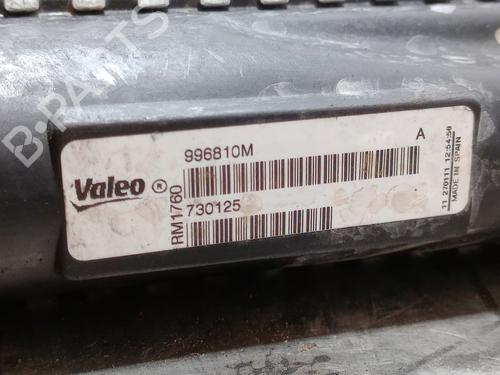 B-PARTS
Valeo ®
RM1760
996810M
730125
A
11 270111 12:54:58
MADE IN SPAIN